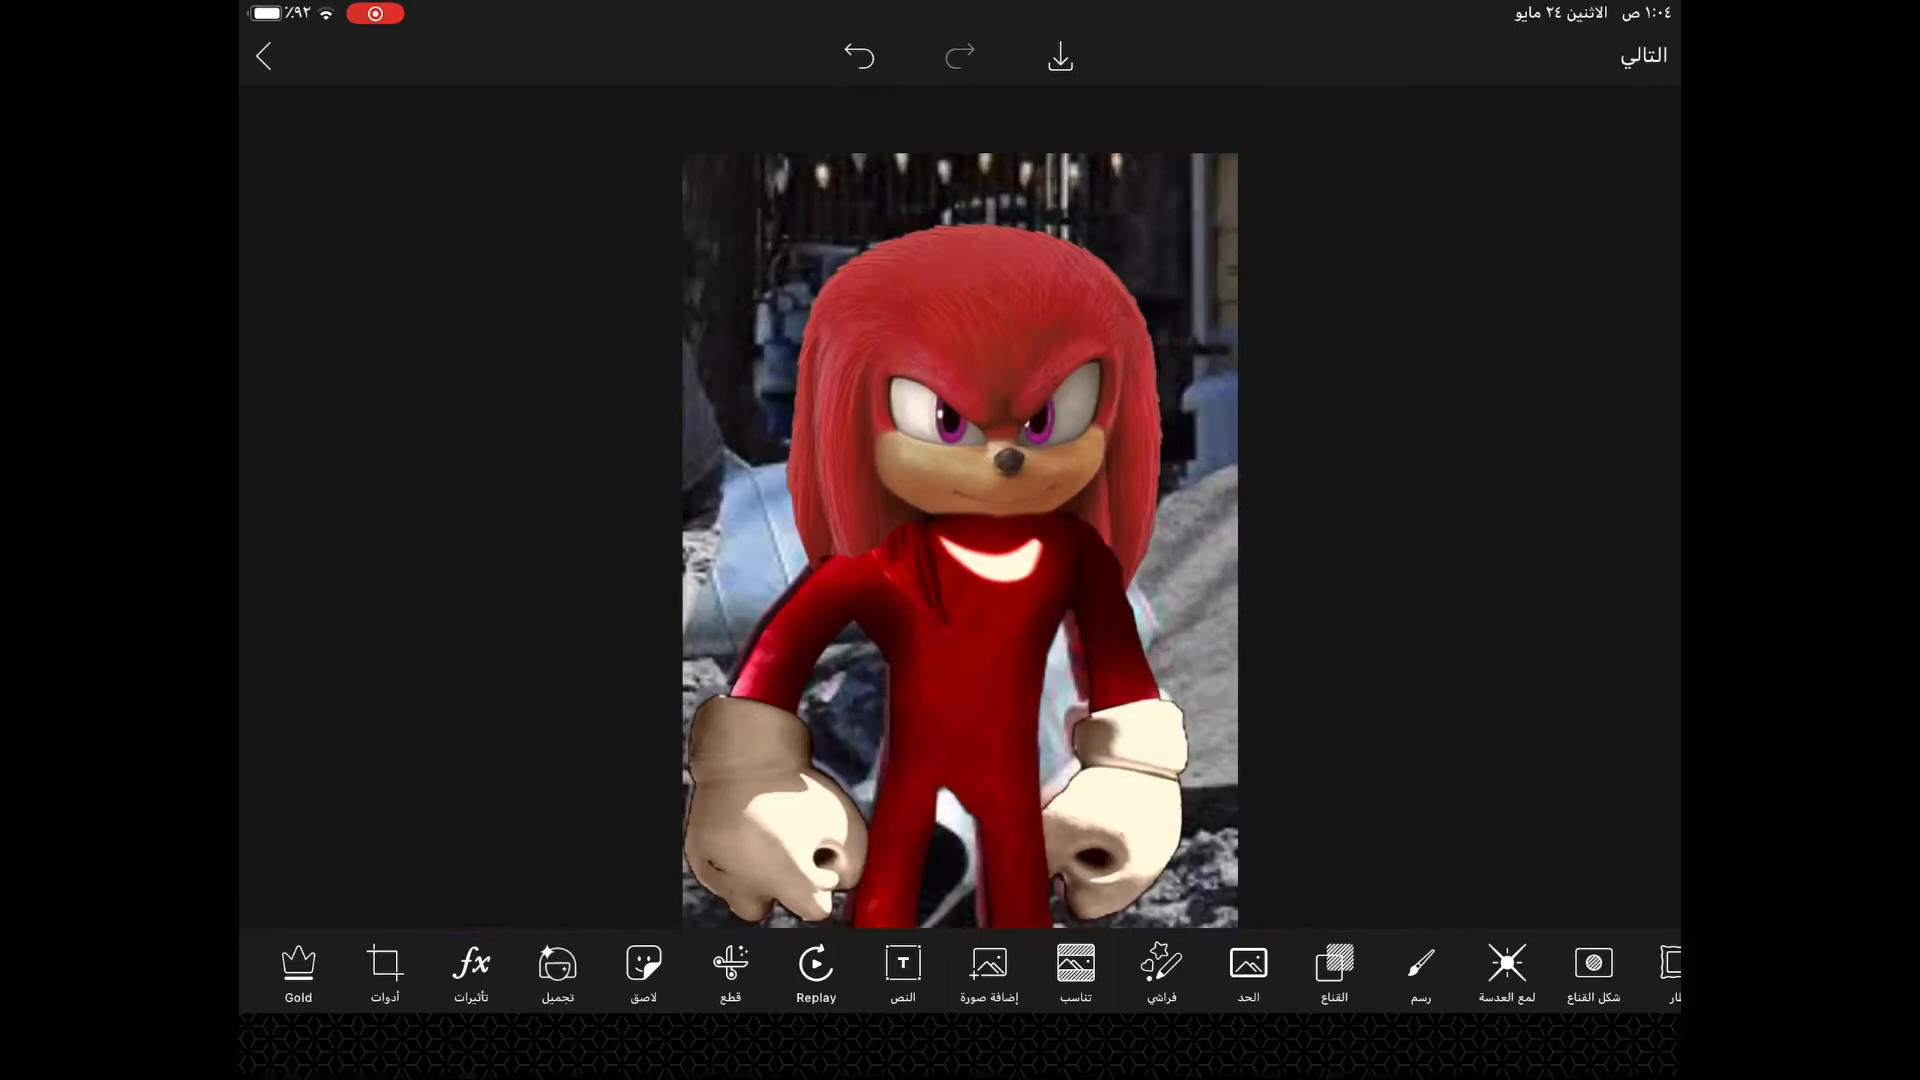 ١:٠٤ ص الاثنين ٢٤ مايو
٪٩٢
التالي
Gold
أدوات
تأثيرات
تجميل
لاصق
قطع
Replay
النص
إضافة صورة
تناسب
فراشي
الحد
القناع
رسم
لمع العدسة
شكل القناع
طار